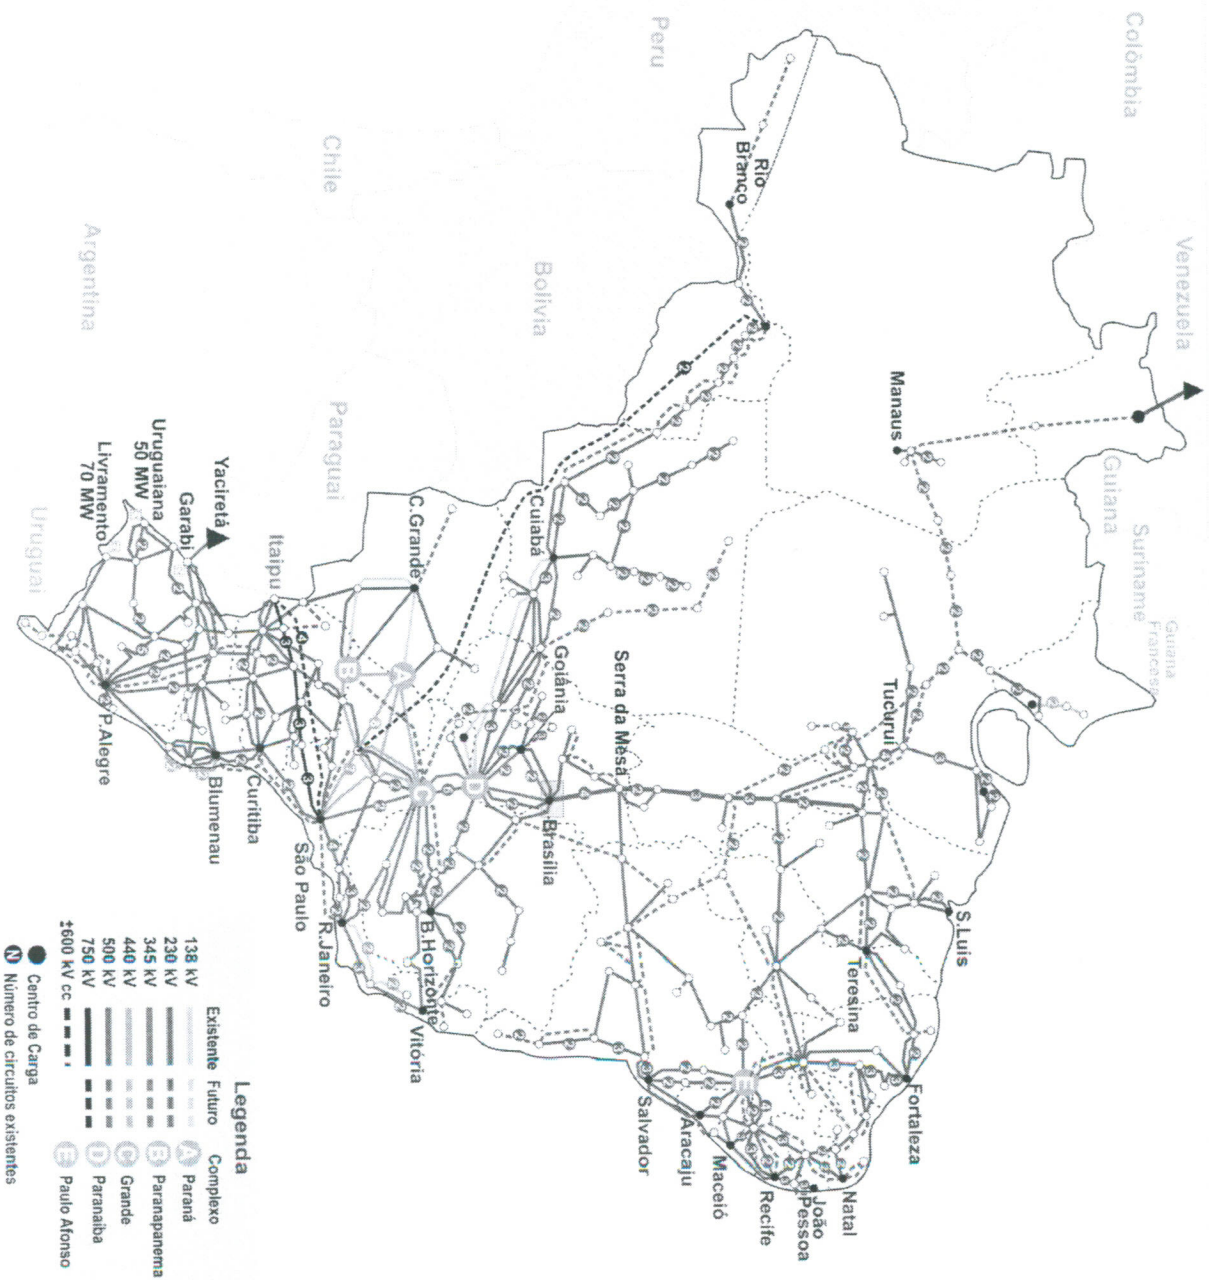 Venezuela
Colômbia
Guiana
Suriname
Guiana
Francesa
Manaus
Tucuruí
S.Luis
Fortaleza
Teresina
Natal
João
Pessoa
Recife
Maceió
Aracaju
Salvador
E
Peru
Rio
Branco
Serra da Mesa
Bolívia
Cuiabá
Goiânia
Brasília
D
C.Grande
A
C
B.Horizonte
Vitória
B
Chile
Paraguai
Itaipu
São Paulo
R.Janeiro
Curitiba
Blumenau
P.Alegre
Argentina
Yaciretá
Garabi
Uruguaiana
50 MW
Livramento
70 MW
Uruguai
Legenda
Existente Futuro Complexo
138 kV A Paraná
230 kV B Paranapanema
345 kV C Grande
440 kV D Paranaíba
500 kV E Paulo Afonso
750 kV
±600 kV cc
Centro de Carga
N Número de circuitos existentes